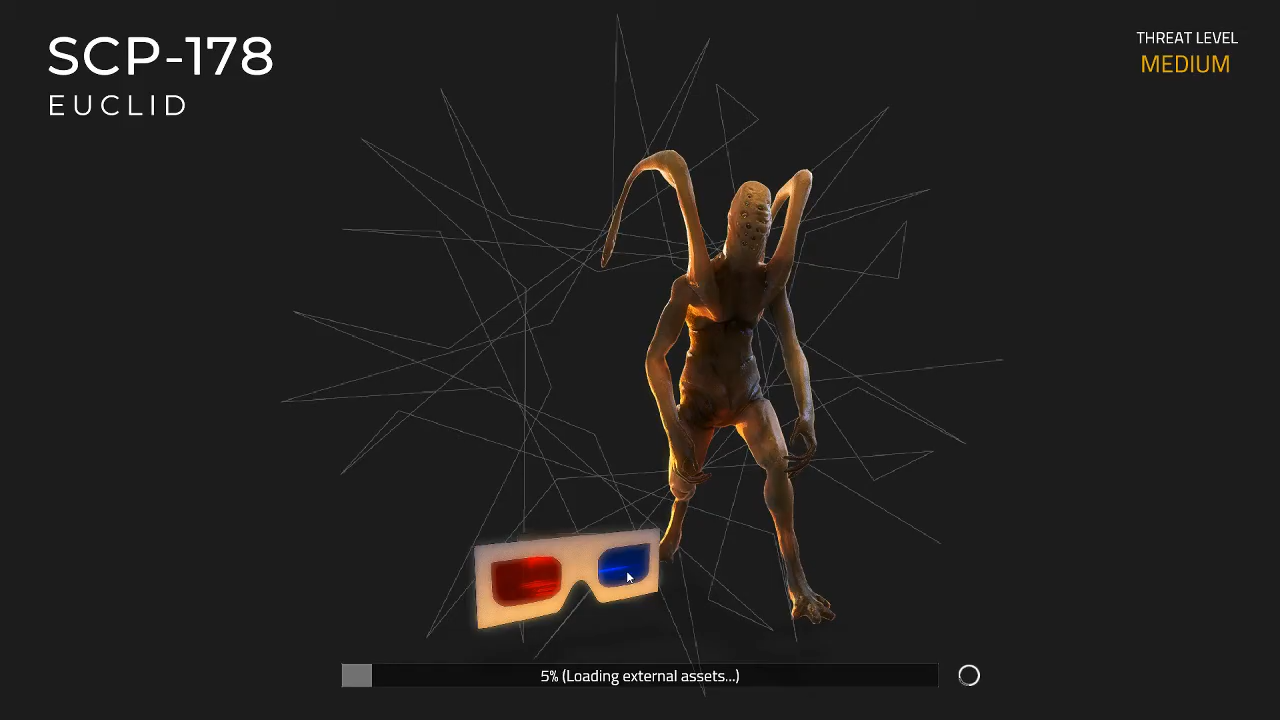 SCP-178
EUCLID
THREAT LEVEL
MEDIUM
5% (Loading external assets...)